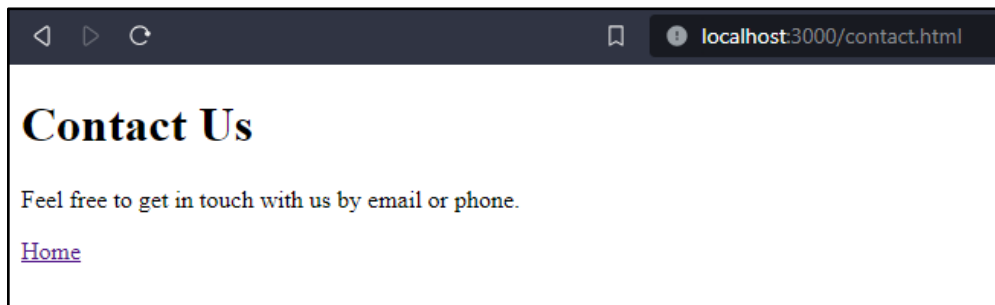 localhost:3000/contact.html
Contact Us
Feel free to get in touch with us by email or phone.
Home